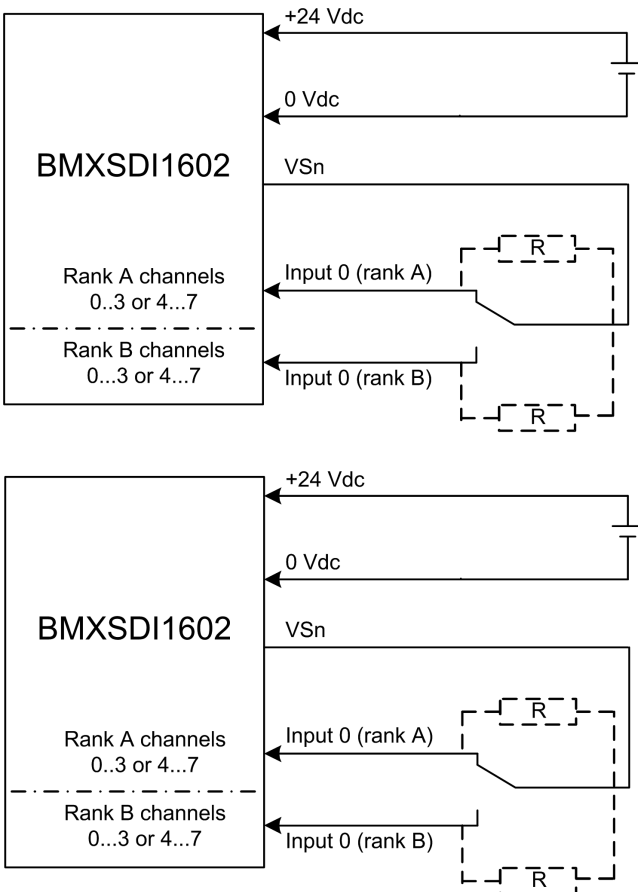 +24 Vdc
0 Vdc
BMXSDI1602
VSn
R
Rank A channels
0..3 or 4...7
Input 0 (rank A)
Rank B channels
0...3 or 4...7
Input 0 (rank B)
R
+24 Vdc
0 Vdc
BMXSDI1602
VSn
R
Rank A channels
0..3 or 4...7
Input 0 (rank A)
Rank B channels
0...3 or 4...7
Input 0 (rank B)
R